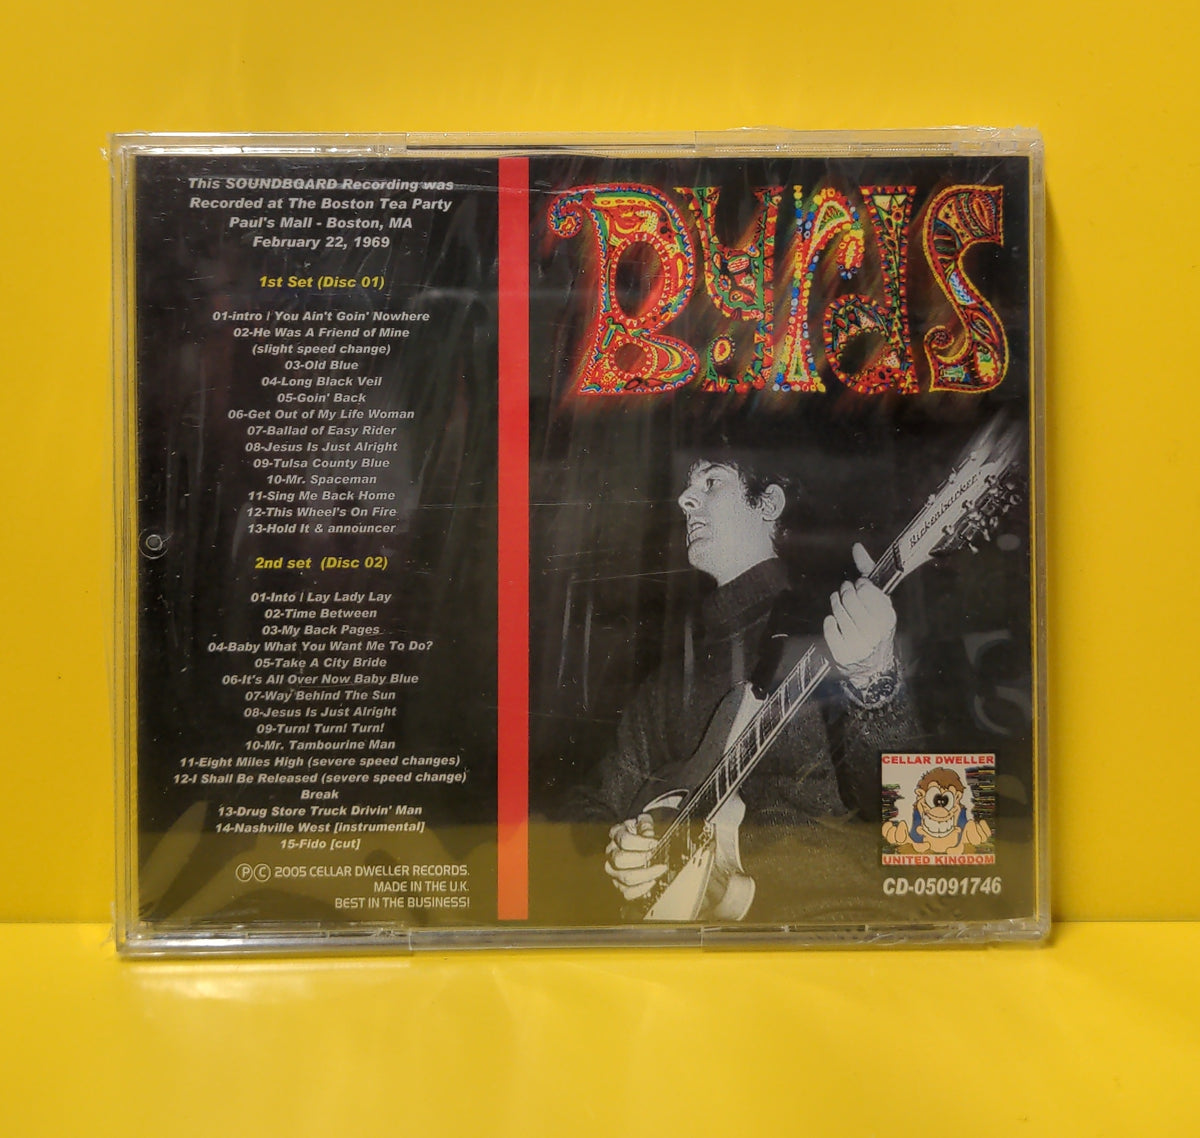 This SOUNDBOARD Recording was
Recorded at The Boston Tea Party
Paul's Mall - Boston, MA
February 22, 1969
1st Set (Disc 01)
01-intro / You Ain't Goin' Nowhere
02-He Was A Friend of Mine
(slight speed change)
03-Old Blue
04-Long Black Veil
05-Goin' Back
06-Get Out of My Life Woman
07-Ballad of Easy Rider
08-Jesus Is Just Alright
09-Tulsa County Blue
10-Mr. Spaceman
11-Sing Me Back Home
12-This Wheel's On Fire
13-Hold It & announcer
2nd set (Disc 02)
01-Into / Lay Lady Lay
02-Time Between
03-My Back Pages
04-Baby What You Want Me To Do?
05-Take A City Bride
06-It's All Over Now Baby Blue
07-Way Behind The Sun
08-Jesus Is Just Alright
09-Turn! Turn! Turn!
10-Mr. Tambourine Man
11-Eight Miles High (severe speed changes)
12-I Shall Be Released (severe speed change)
Break
13-Drug Store Truck Drivin' Man
14-Nashville West [instrumental]
15-Fido [cut]
Ⓟ Ⓒ 2005 CELLAR DWELLER RECORDS.
MADE IN THE U.K.
BEST IN THE BUSINESS!
Byrds
Rickenbacker
CELLAR DWELLER
UNITED KINGDOM
CD-05091746